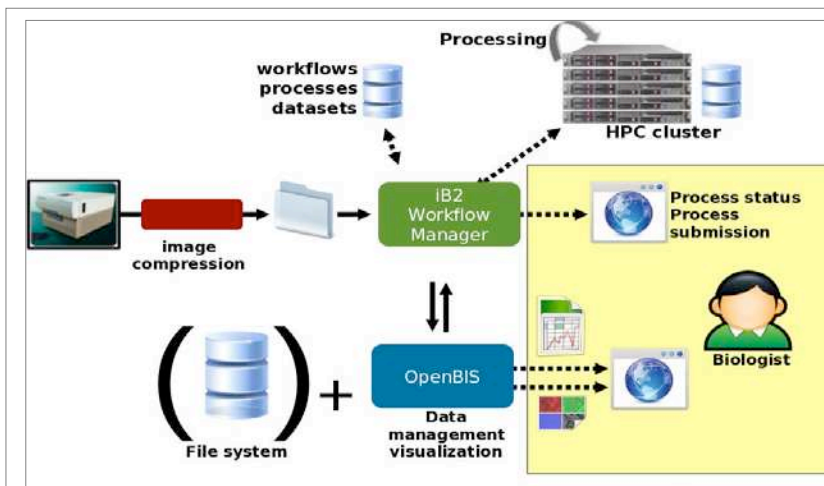 Processing
workflows
processes
datasets
HPC cluster
iB2
Workflow
Manager
Process status
Process
submission
image
compression
Biologist
OpenBIS
( ) +
File system
Data
management
visualization